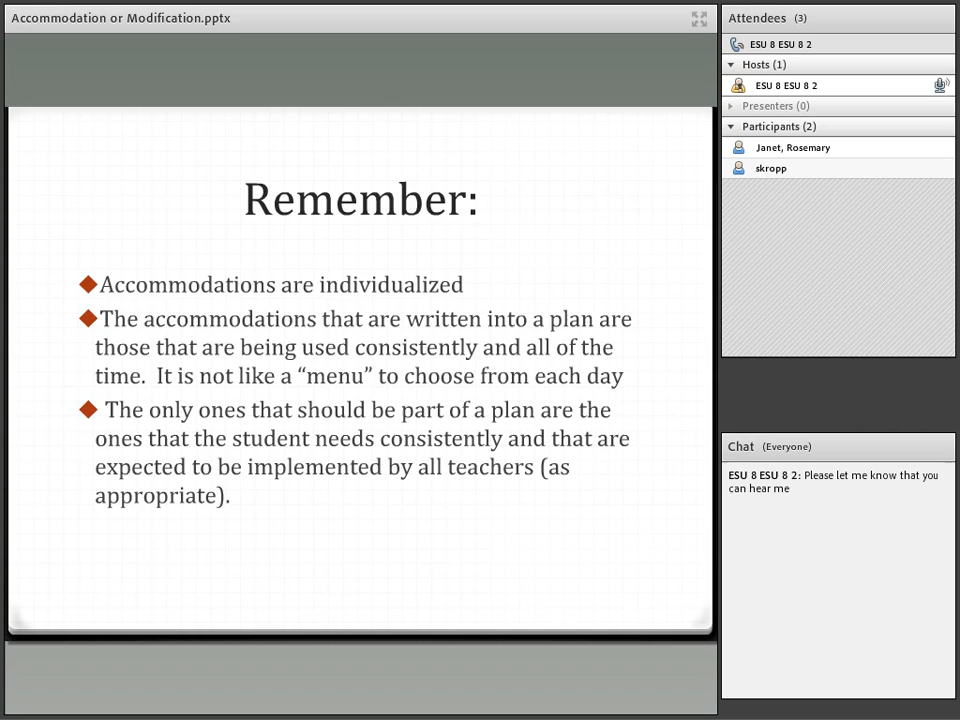 Accommodation or Modification.pptx
Remember:
Accommodations are individualized
The accommodations that are written into a plan are
those that are being used consistently and all of the
time.  It is not like a “menu” to choose from each day
The only ones that should be part of a plan are the
ones that the student needs consistently and that are
expected to be implemented by all teachers (as
appropriate).
Attendees (3)
ESU 8 ESU 8 2
Hosts (1)
ESU 8 ESU 8 2
Presenters (0)
Participants (2)
Janet, Rosemary
skropp
Chat (Everyone)
ESU 8 ESU 8 2: Please let me know that you
can hear me